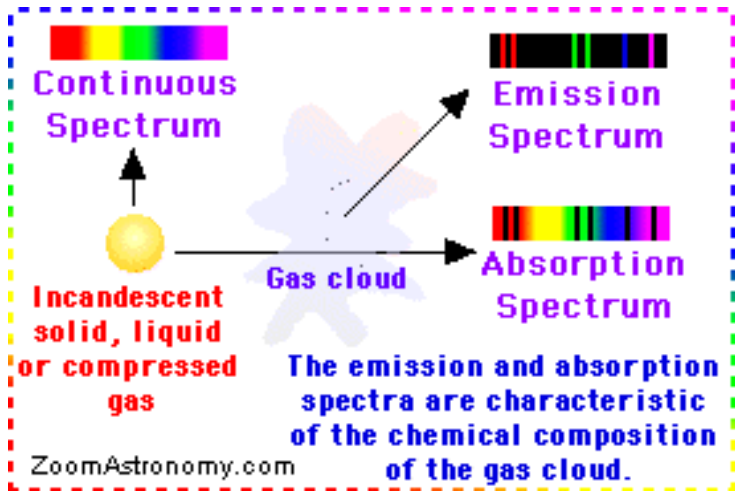 Continuous
Spectrum
Emission
Spectrum
Absorption
Spectrum
Gas cloud
Incandescent
solid, liquid
or compressed
gas
The emission and absorption
spectra are characteristic
of the chemical composition
of the gas cloud.
ZoomAstronomy.com